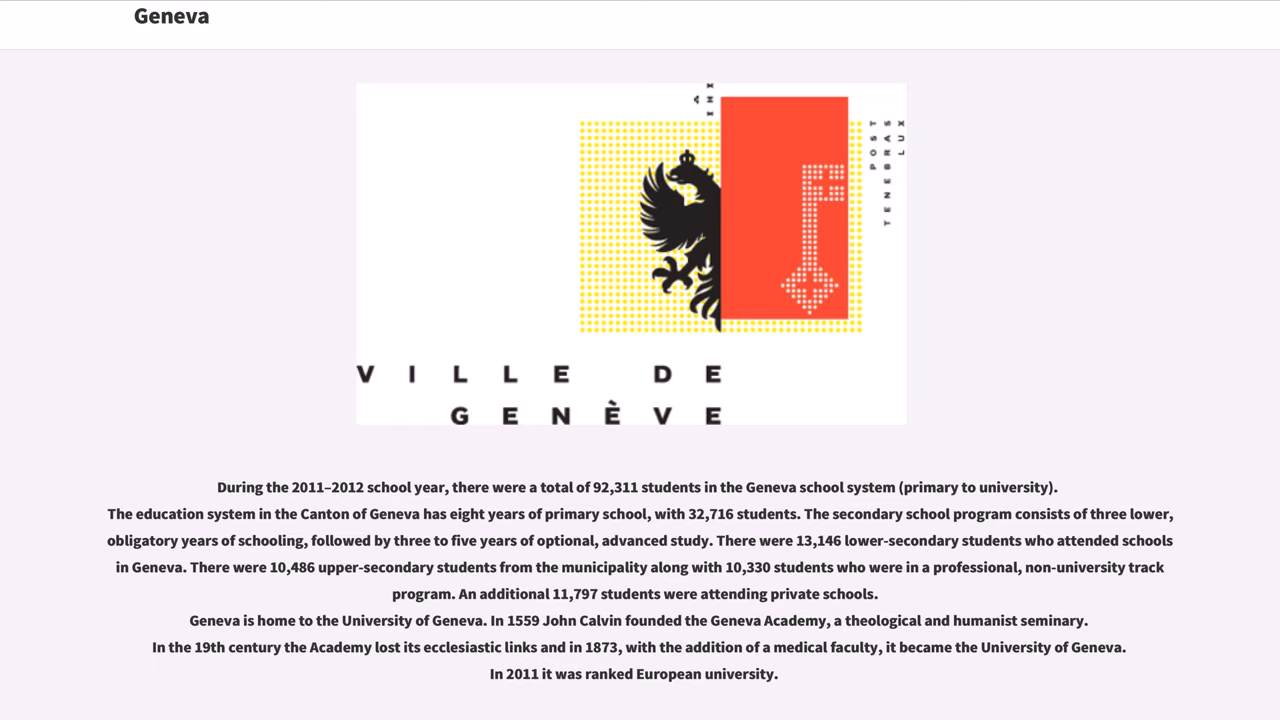 Geneva
POST
TENEBRAS
LUX
VILLE DE
GENÈVE
During the 2011–2012 school year, there were a total of 92,311 students in the Geneva school system (primary to university).
The education system in the Canton of Geneva has eight years of primary school, with 32,716 students. The secondary school program consists of three lower,
obligatory years of schooling, followed by three to five years of optional, advanced study. There were 13,146 lower-secondary students who attended schools
in Geneva. There were 10,486 upper-secondary students from the municipality along with 10,330 students who were in a professional, non-university track
program. An additional 11,797 students were attending private schools.
Geneva is home to the University of Geneva. In 1559 John Calvin founded the Geneva Academy, a theological and humanist seminary.
In the 19th century the Academy lost its ecclesiastic links and in 1873, with the addition of a medical faculty, it became the University of Geneva.
In 2011 it was ranked European university.